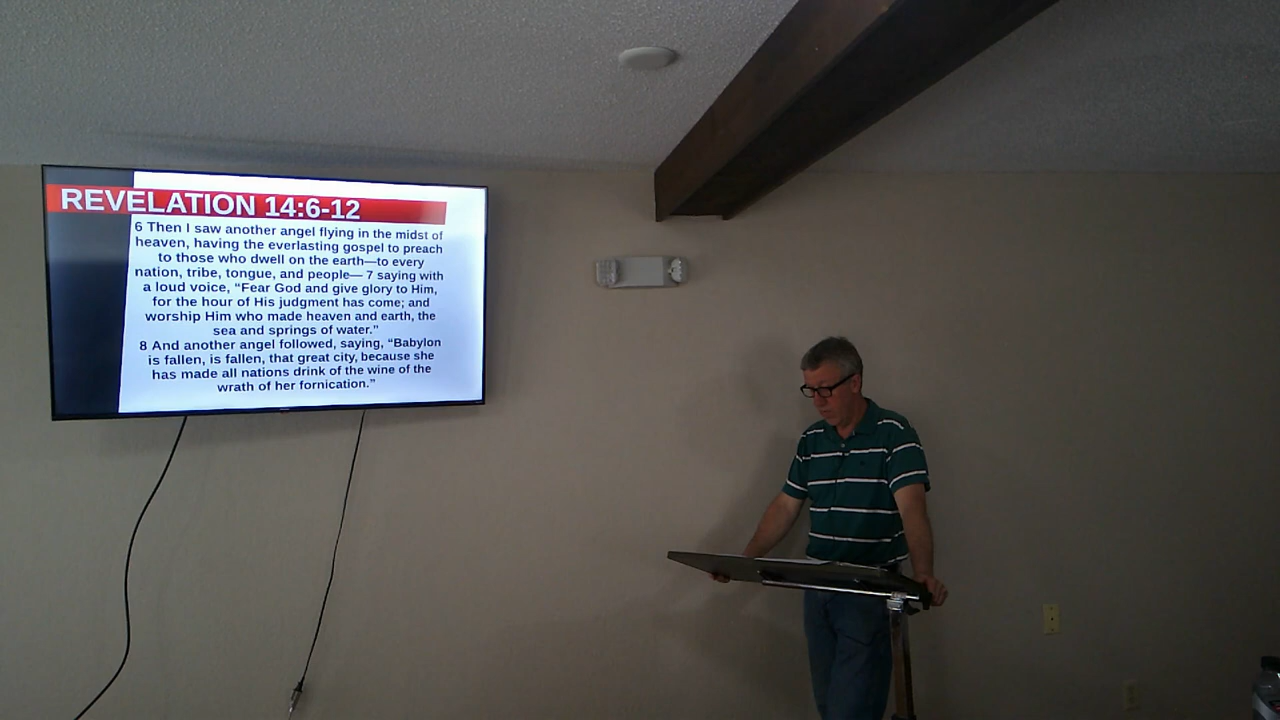 REVELATION 14:6-12
6 Then I saw another angel flying in the midst of
heaven, having the everlasting gospel to preach
to those who dwell on the earth—to every
nation, tribe, tongue, and people— 7 saying with
a loud voice, “Fear God and give glory to Him,
for the hour of His judgment has come; and
worship Him who made heaven and earth, the
sea and springs of water.”
8 And another angel followed, saying, “Babylon
is fallen, is fallen, that great city, because she
has made all nations drink of the wine of the
wrath of her fornication.”